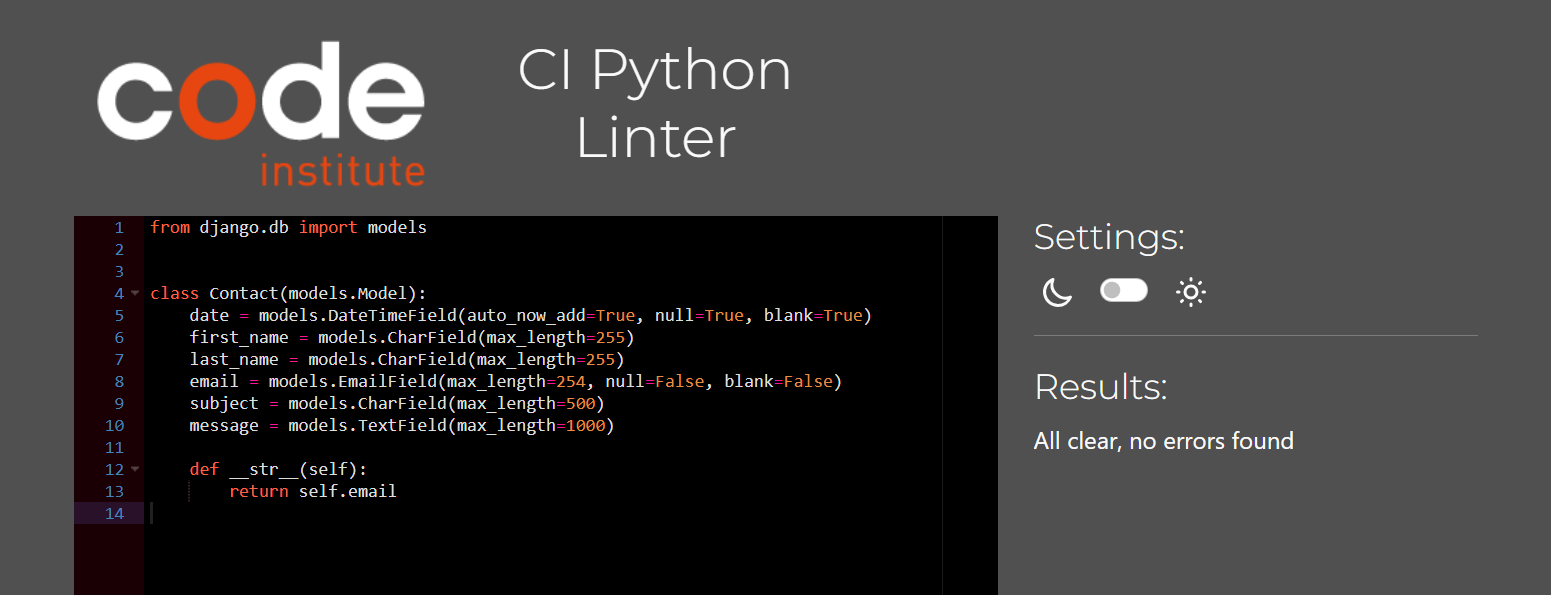 code
institute
CI Python
Linter
1 from django.db import models
2
3
4 class Contact(models.Model):
5     date = models.DateTimeField(auto_now_add=True, null=True, blank=True)
6     first_name = models.CharField(max_length=255)
7     last_name = models.CharField(max_length=255)
8     email = models.EmailField(max_length=254, null=False, blank=False)
9     subject = models.CharField(max_length=500)
10     message = models.TextField(max_length=1000)
11
12     def __str__(self):
13         return self.email
14
Settings:
Results:
All clear, no errors found